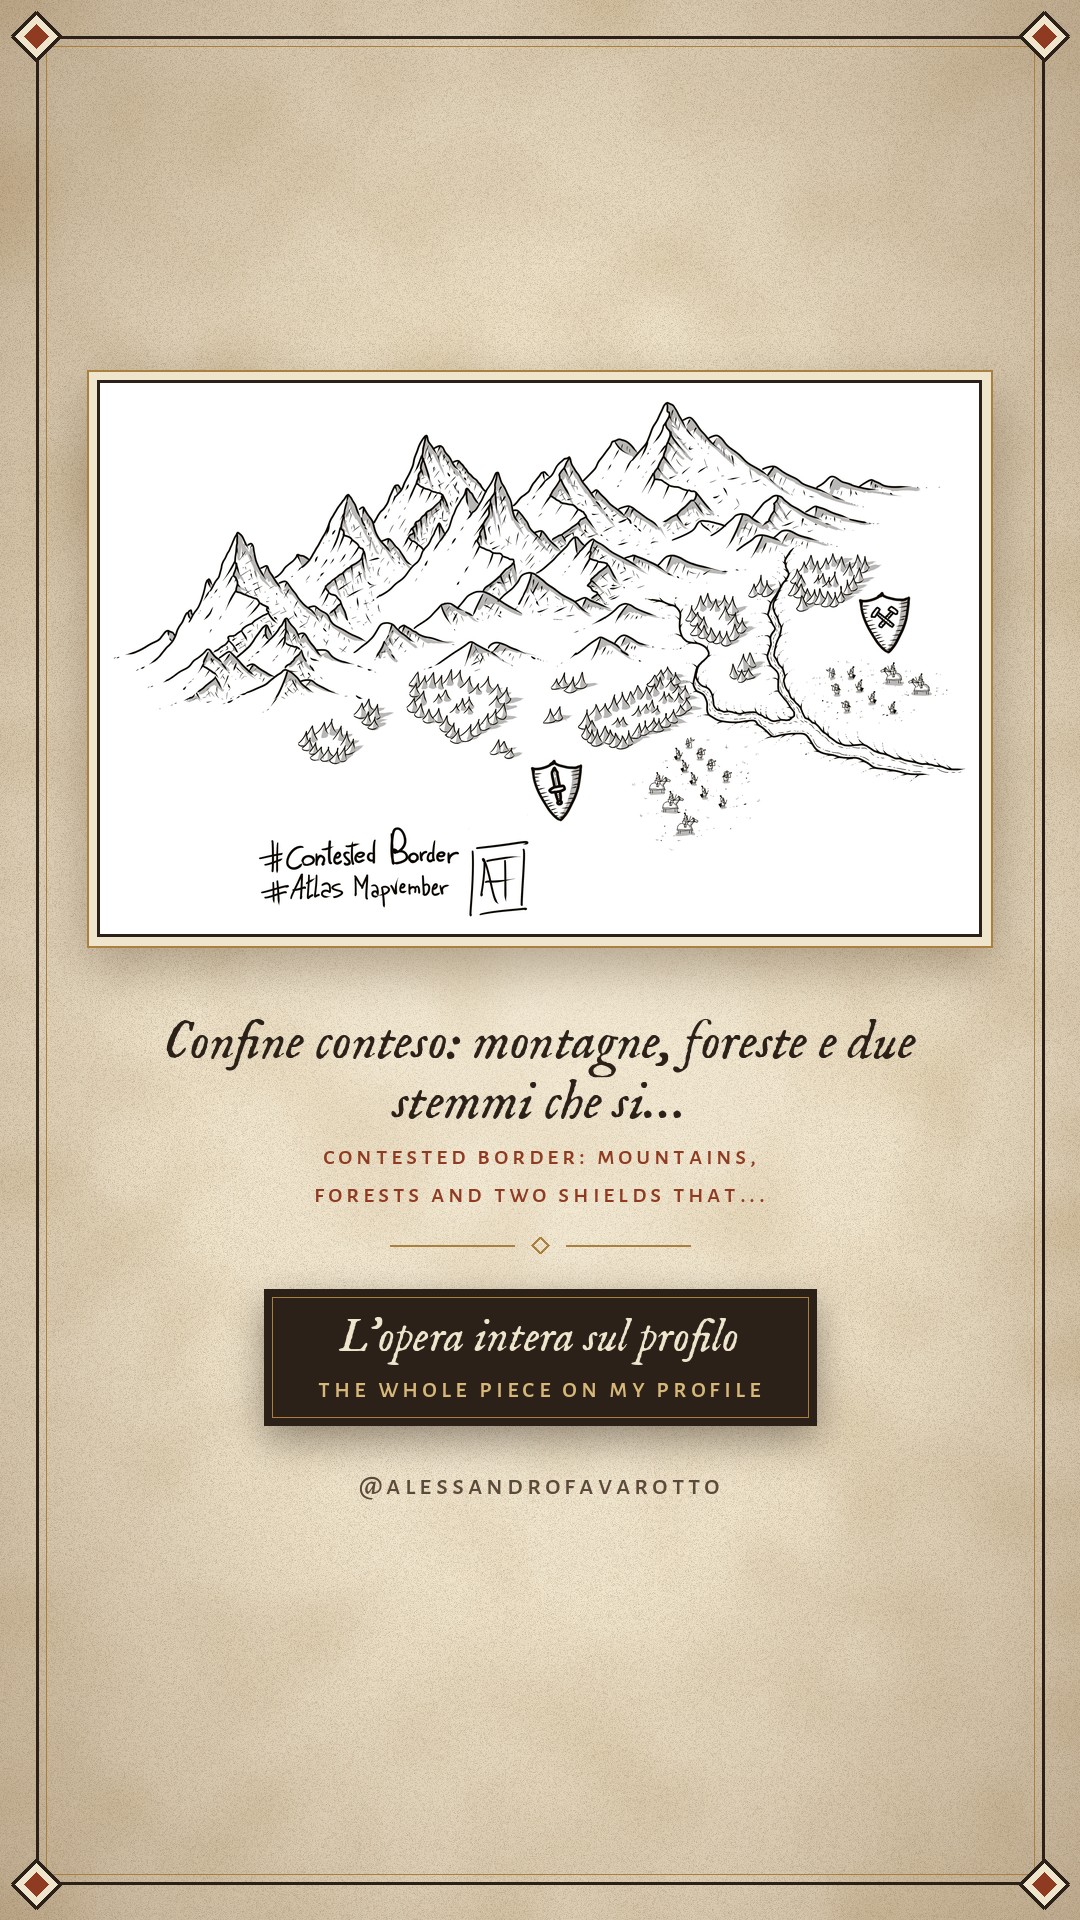 #Contested Border
#Atlas Mapvember
AF
Confine conteso: montagne, foreste e due
stemmi che si...
CONTESTED BORDER: MOUNTAINS,
FORESTS AND TWO SHIELDS THAT...
L'opera intera sul profilo
THE WHOLE PIECE ON MY PROFILE
@ALESSANDROFAVAROTTO